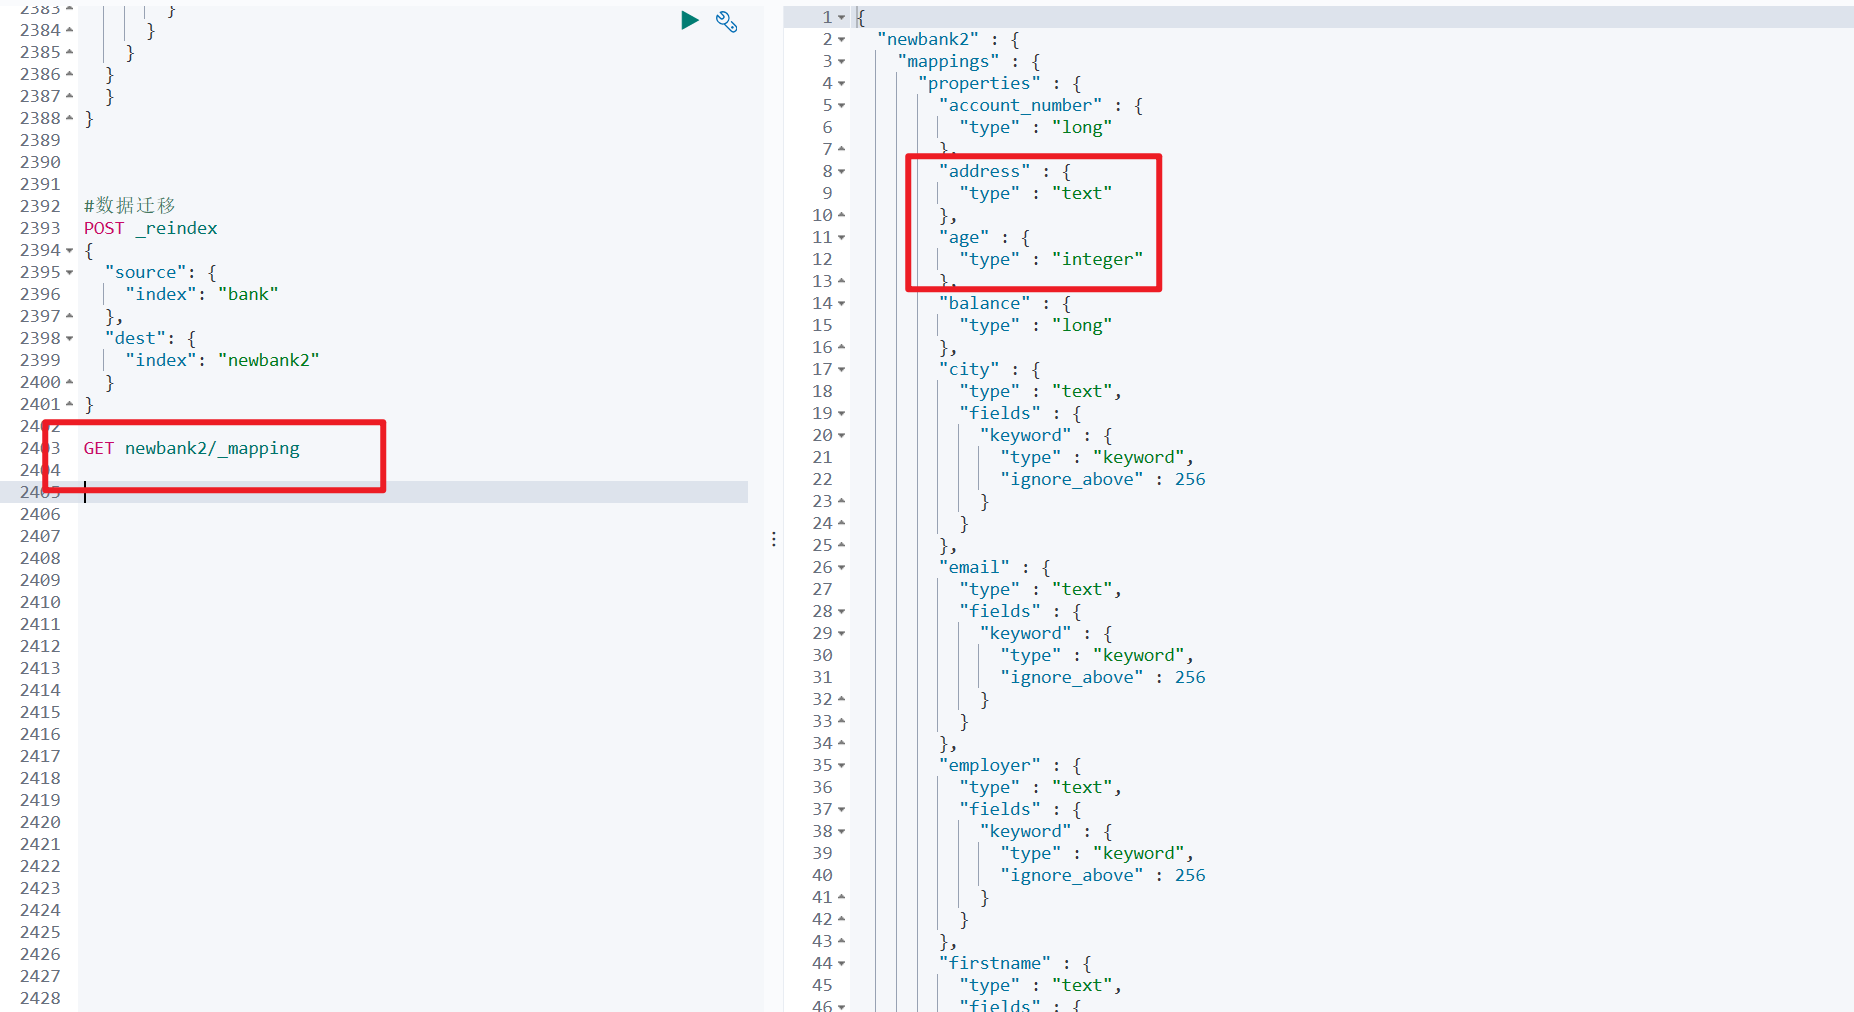 2383 }
2384 }
2385 }
2386 }
2387 }
2388 }
2389
2390
2391
2392 #数据迁移
2393 POST _reindex
2394 {
2395 "source": {
2396 "index": "bank"
2397 },
2398 "dest": {
2399 "index": "newbank2"
2400 }
2401 }
2402
2403 GET newbank2/_mapping
2404
2405
2406
2407
2408
2409
2410
2411
2412
2413
2414
2415
2416
2417
2418
2419
2420
2421
2422
2423
2424
2425
2426
2427
2428
1 {
2 "newbank2" : {
3 "mappings" : {
4 "properties" : {
5 "account_number" : {
6 "type" : "long"
7 },
8 "address" : {
9 "type" : "text"
10 },
11 "age" : {
12 "type" : "integer"
13 },
14 "balance" : {
15 "type" : "long"
16 },
17 "city" : {
18 "type" : "text",
19 "fields" : {
20 "keyword" : {
21 "type" : "keyword",
22 "ignore_above" : 256
23 }
24 }
25 },
26 "email" : {
27 "type" : "text",
28 "fields" : {
29 "keyword" : {
30 "type" : "keyword",
31 "ignore_above" : 256
32 }
33 }
34 },
35 "employer" : {
36 "type" : "text",
37 "fields" : {
38 "keyword" : {
39 "type" : "keyword",
40 "ignore_above" : 256
41 }
42 }
43 },
44 "firstname" : {
45 "type" : "text",
46 "fields" : {